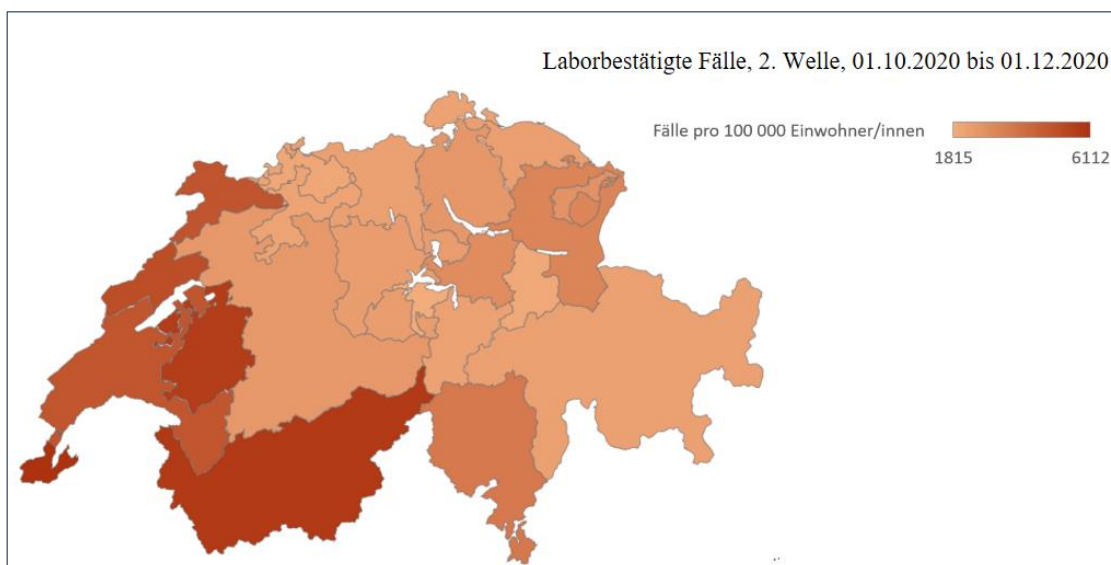 Laborbestätigte Fälle, 2. Welle, 01.10.2020 bis 01.12.2020
Fälle pro 100 000 Einwohner/innen
1815 6112